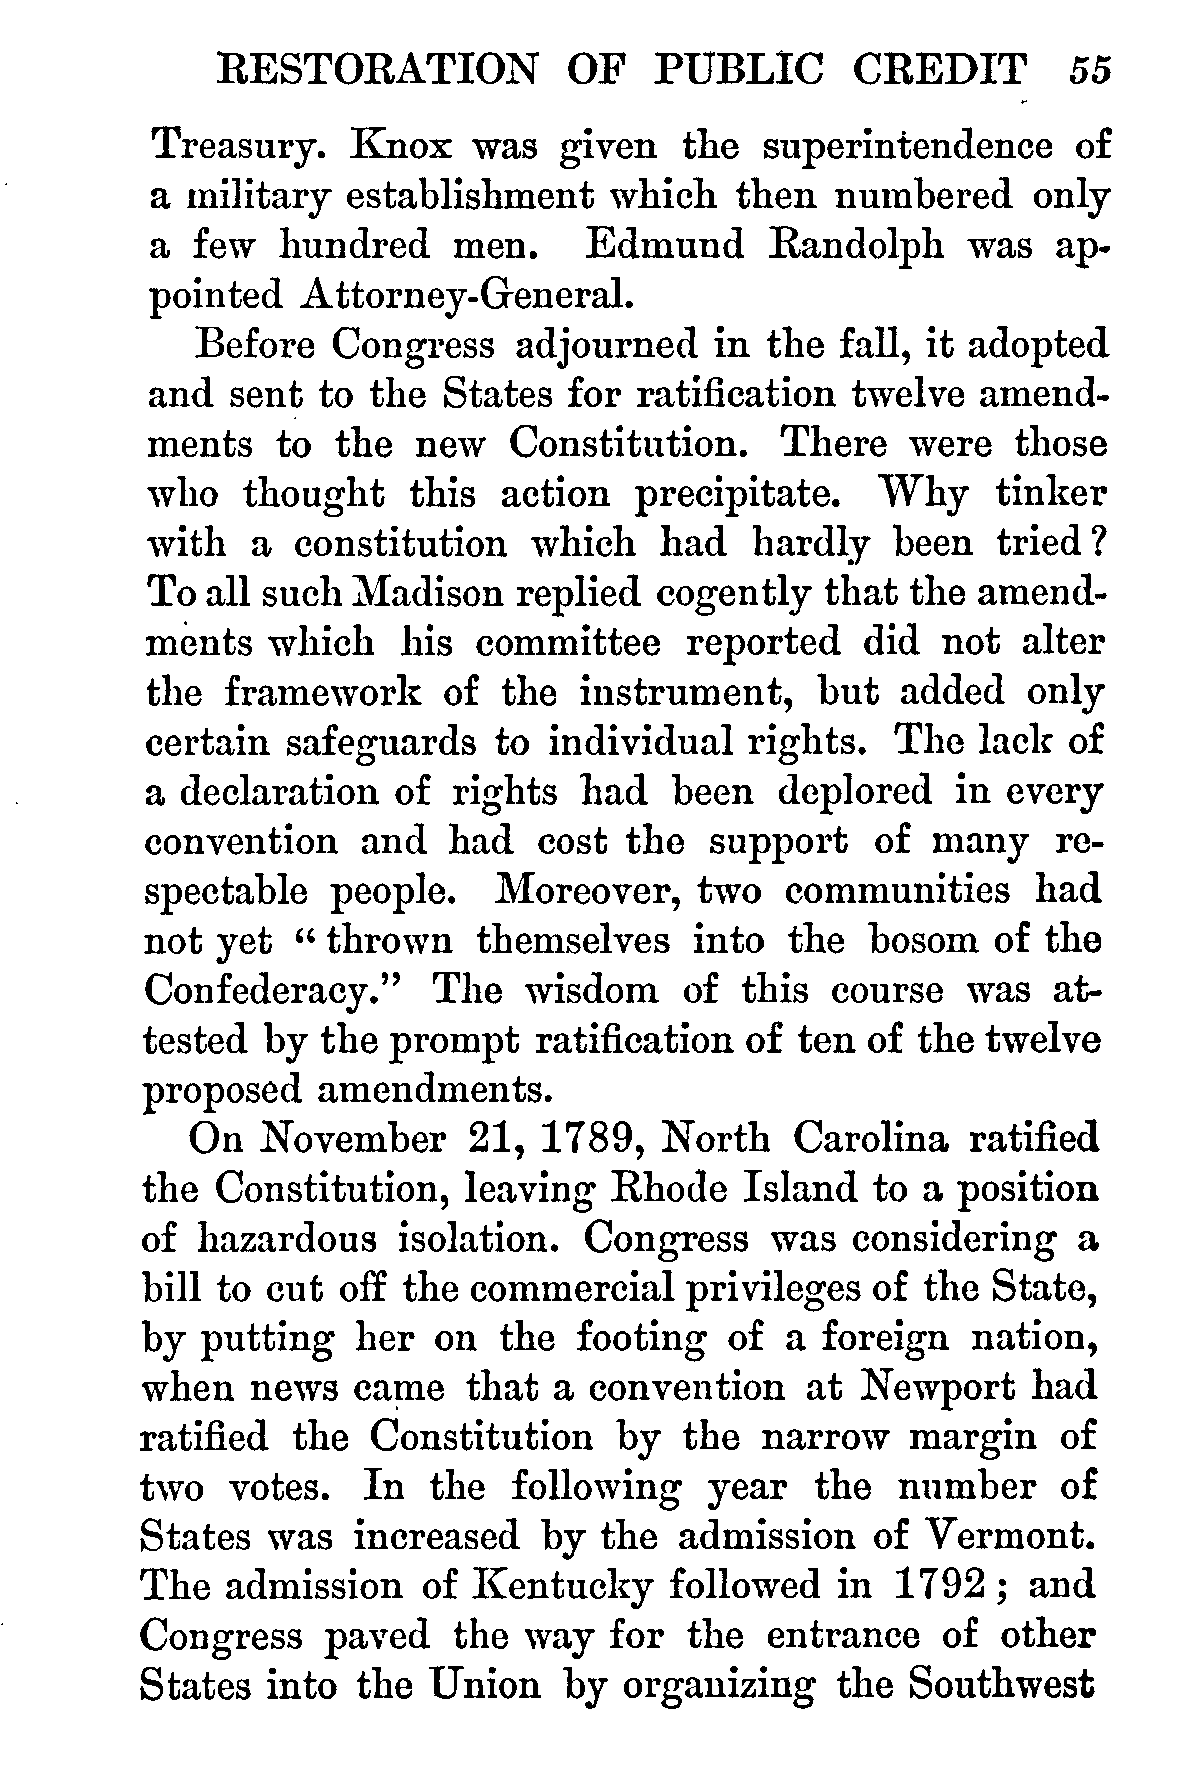 RESTORATION OF PUBLIC CREDIT 55
Treasury. Knox was given the superintendence of
a military establishment which then numbered only
a few hundred men. Edmund Randolph was ap-
pointed Attorney-General.
Before Congress adjourned in the fall, it adopted
and sent to the States for ratification twelve amend-
ments to the new Constitution. There were those
who thought this action precipitate. Why tinker
with a constitution which had hardly been tried?
To all such Madison replied cogently that the amend-
ments which his committee reported did not alter
the framework of the instrument, but added only
certain safeguards to individual rights. The lack of
a declaration of rights had been deplored in every
convention and had cost the support of many re-
spectable people. Moreover, two communities had
not yet "thrown themselves into the bosom of the
Confederacy." The wisdom of this course was at-
tested by the prompt ratification of ten of the twelve
proposed amendments.
On November 21, 1789, North Carolina ratified
the Constitution, leaving Rhode Island to a position
of hazardous isolation. Congress was considering a
bill to cut off the commercial privileges of the State,
by putting her on the footing of a foreign nation,
when news came that a convention at Newport had
ratified the Constitution by the narrow margin of
two votes. In the following year the number of
States was increased by the admission of Vermont.
The admission of Kentucky followed in 1792; and
Congress paved the way for the entrance of other
States into the Union by organizing the Southwest